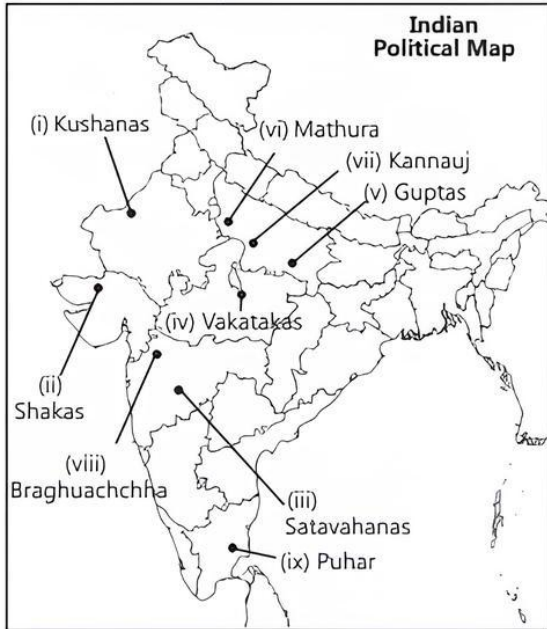 Indian
Political Map
(i) Kushanas
(vi) Mathura
(vii) Kannauj
(v) Guptas
(iv) Vakatakas
(ii)
Shakas
(viii)
Braghuachchha
(iii)
Satavahanas
(ix) Puhar